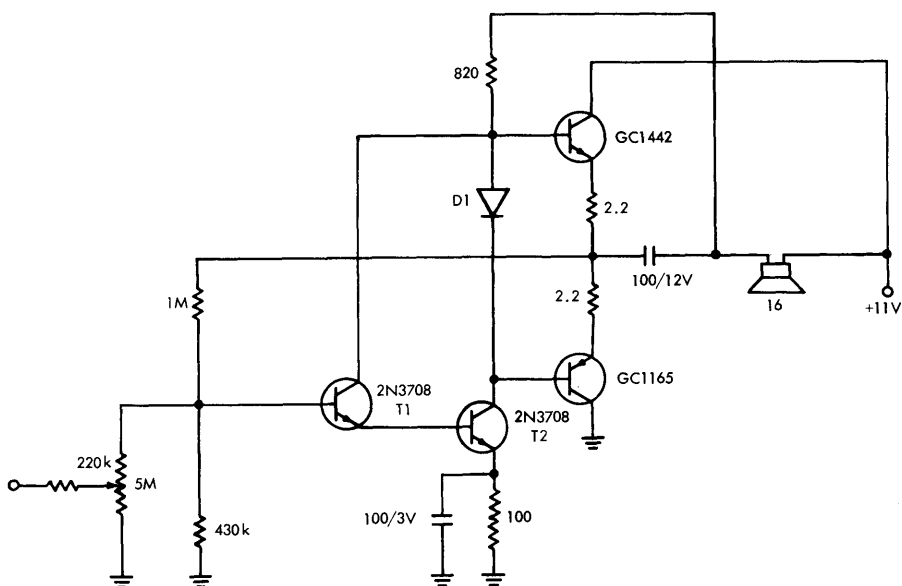 820
GC1442
D1
2.2
100/12V
16
+11V
1M
2.2
GC1165
2N3708
T1
2N3708
T2
220k
5M
430k
100/3V
100